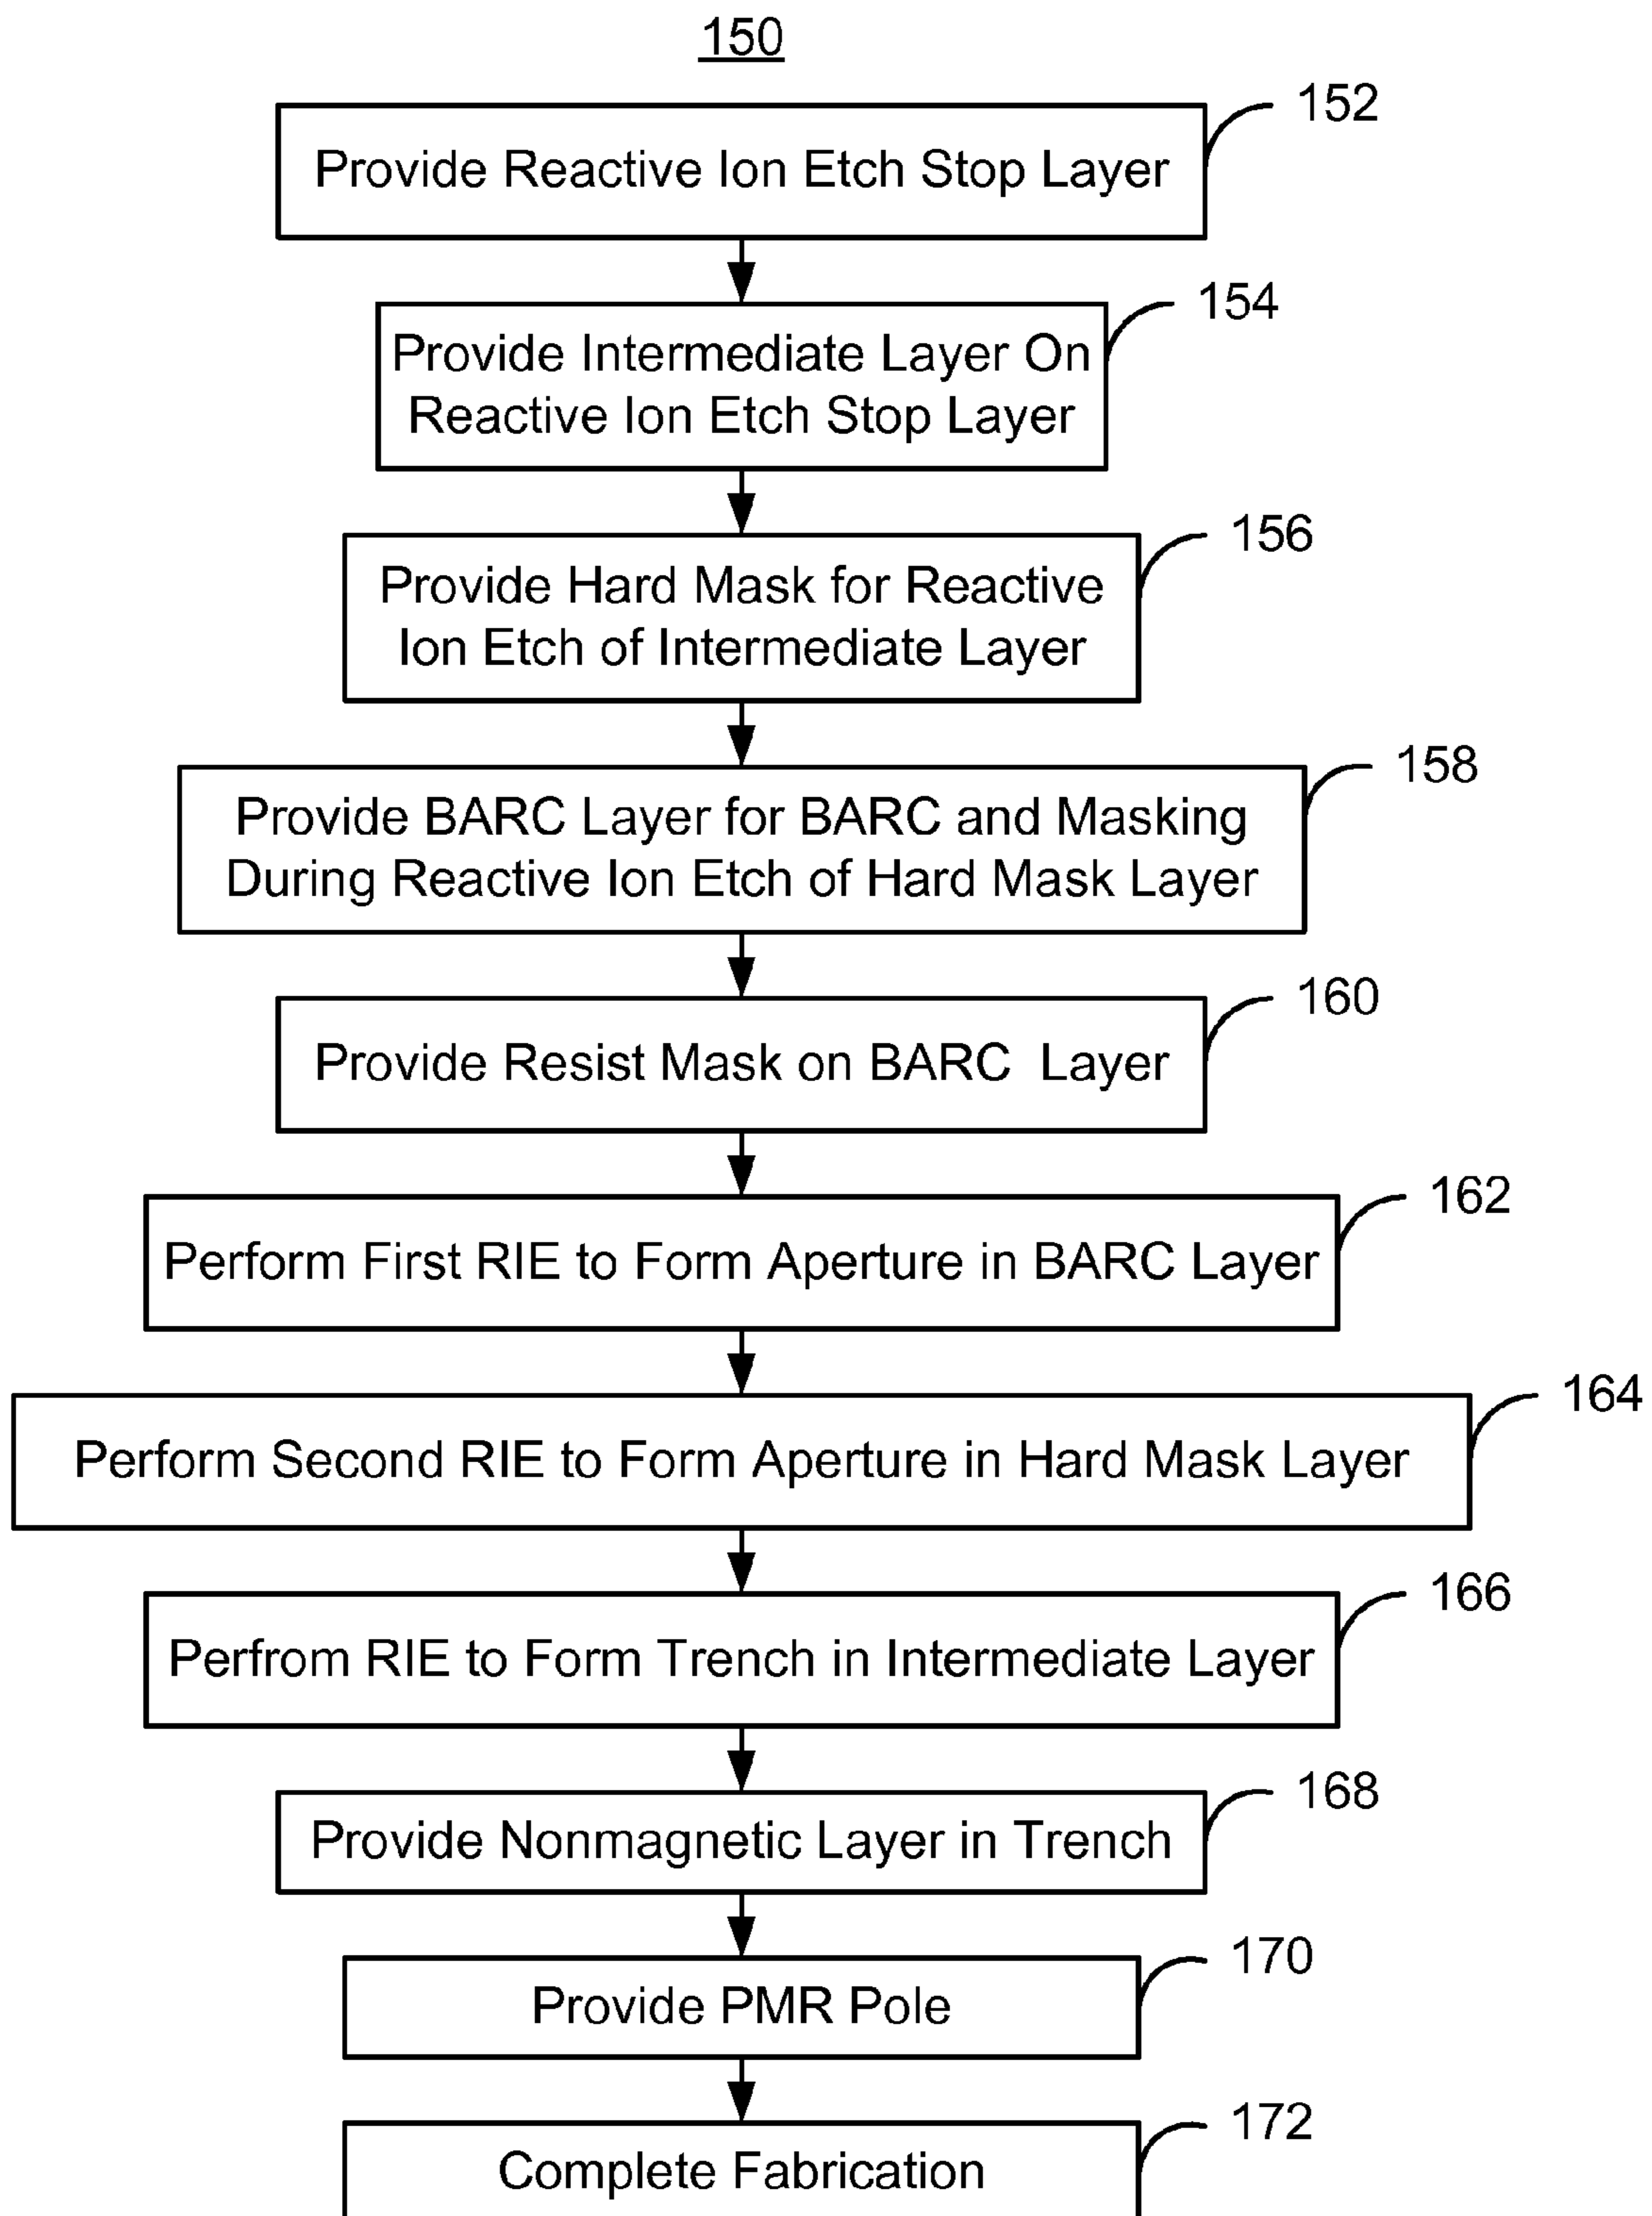 150
152
Provide Reactive Ion Etch Stop Layer
154
Provide Intermediate Layer On
Reactive Ion Etch Stop Layer
156
Provide Hard Mask for Reactive
Ion Etch of Intermediate Layer
158
Provide BARC Layer for BARC and Masking
During Reactive Ion Etch of Hard Mask Layer
160
Provide Resist Mask on BARC Layer
162
Perform First RIE to Form Aperture in BARC Layer
164
Perform Second RIE to Form Aperture in Hard Mask Layer
166
Perfrom RIE to Form Trench in Intermediate Layer
168
Provide Nonmagnetic Layer in Trench
170
Provide PMR Pole
172
Complete Fabrication